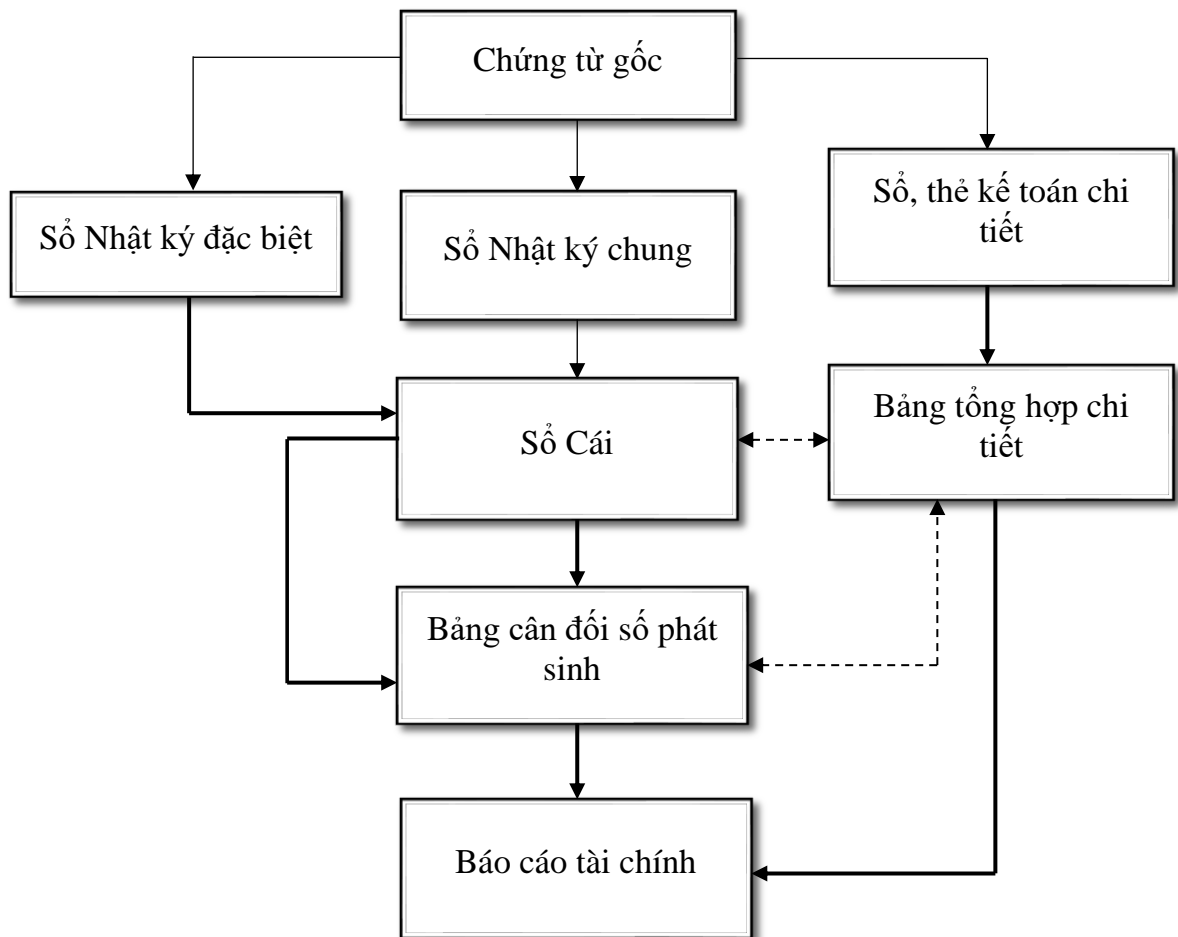 Chứng từ gốc
Sổ Nhật ký đặc biệt
Sổ Nhật ký chung
Sổ, thẻ kế toán chi
tiết
Sổ Cái
Bảng tổng hợp chi
tiết
Bảng cân đối số phát
sinh
Báo cáo tài chính